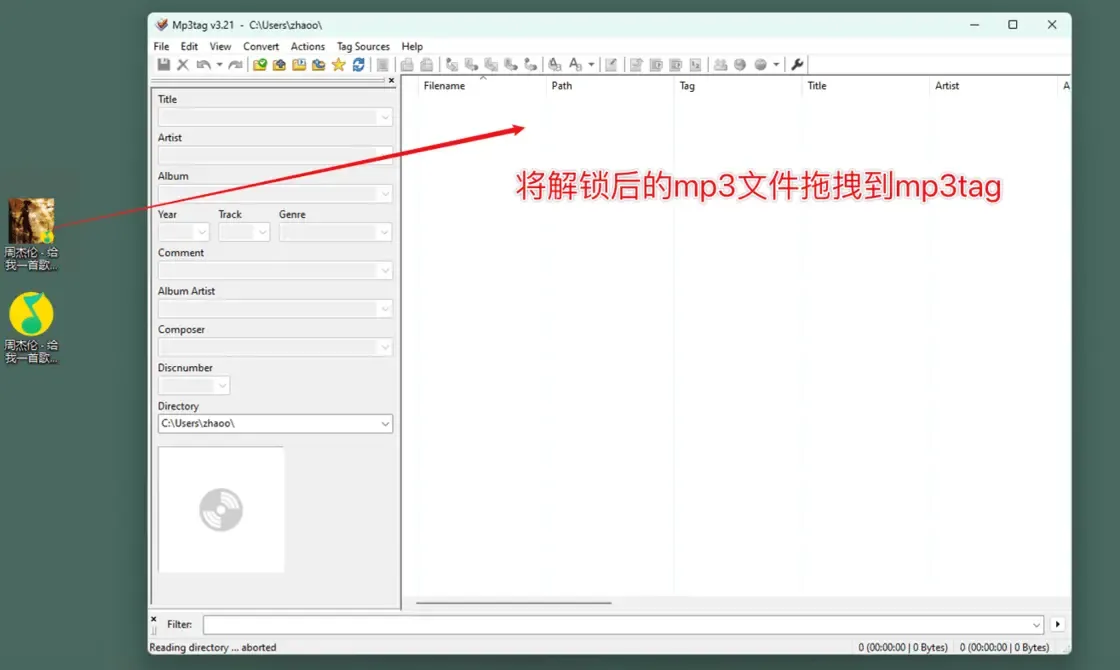 Mp3tag v3.21 - C:\Users\zhaoo\
File Edit View Convert Actions Tag Sources Help
Title
Artist
Album
Year Track Genre
Comment
Album Artist
Composer
Discnumber
Directory
C:\Users\zhaoo\
Filename Path Tag Title Artist A
将解锁后的mp3文件拖拽到mp3tag
周杰伦 - 给
我一首歌...
周杰伦 - 给
我一首歌...
Filter:
Reading directory ... aborted
0 (00:00:00 | 0 Bytes) 0 (00:00:00 | 0 Bytes)